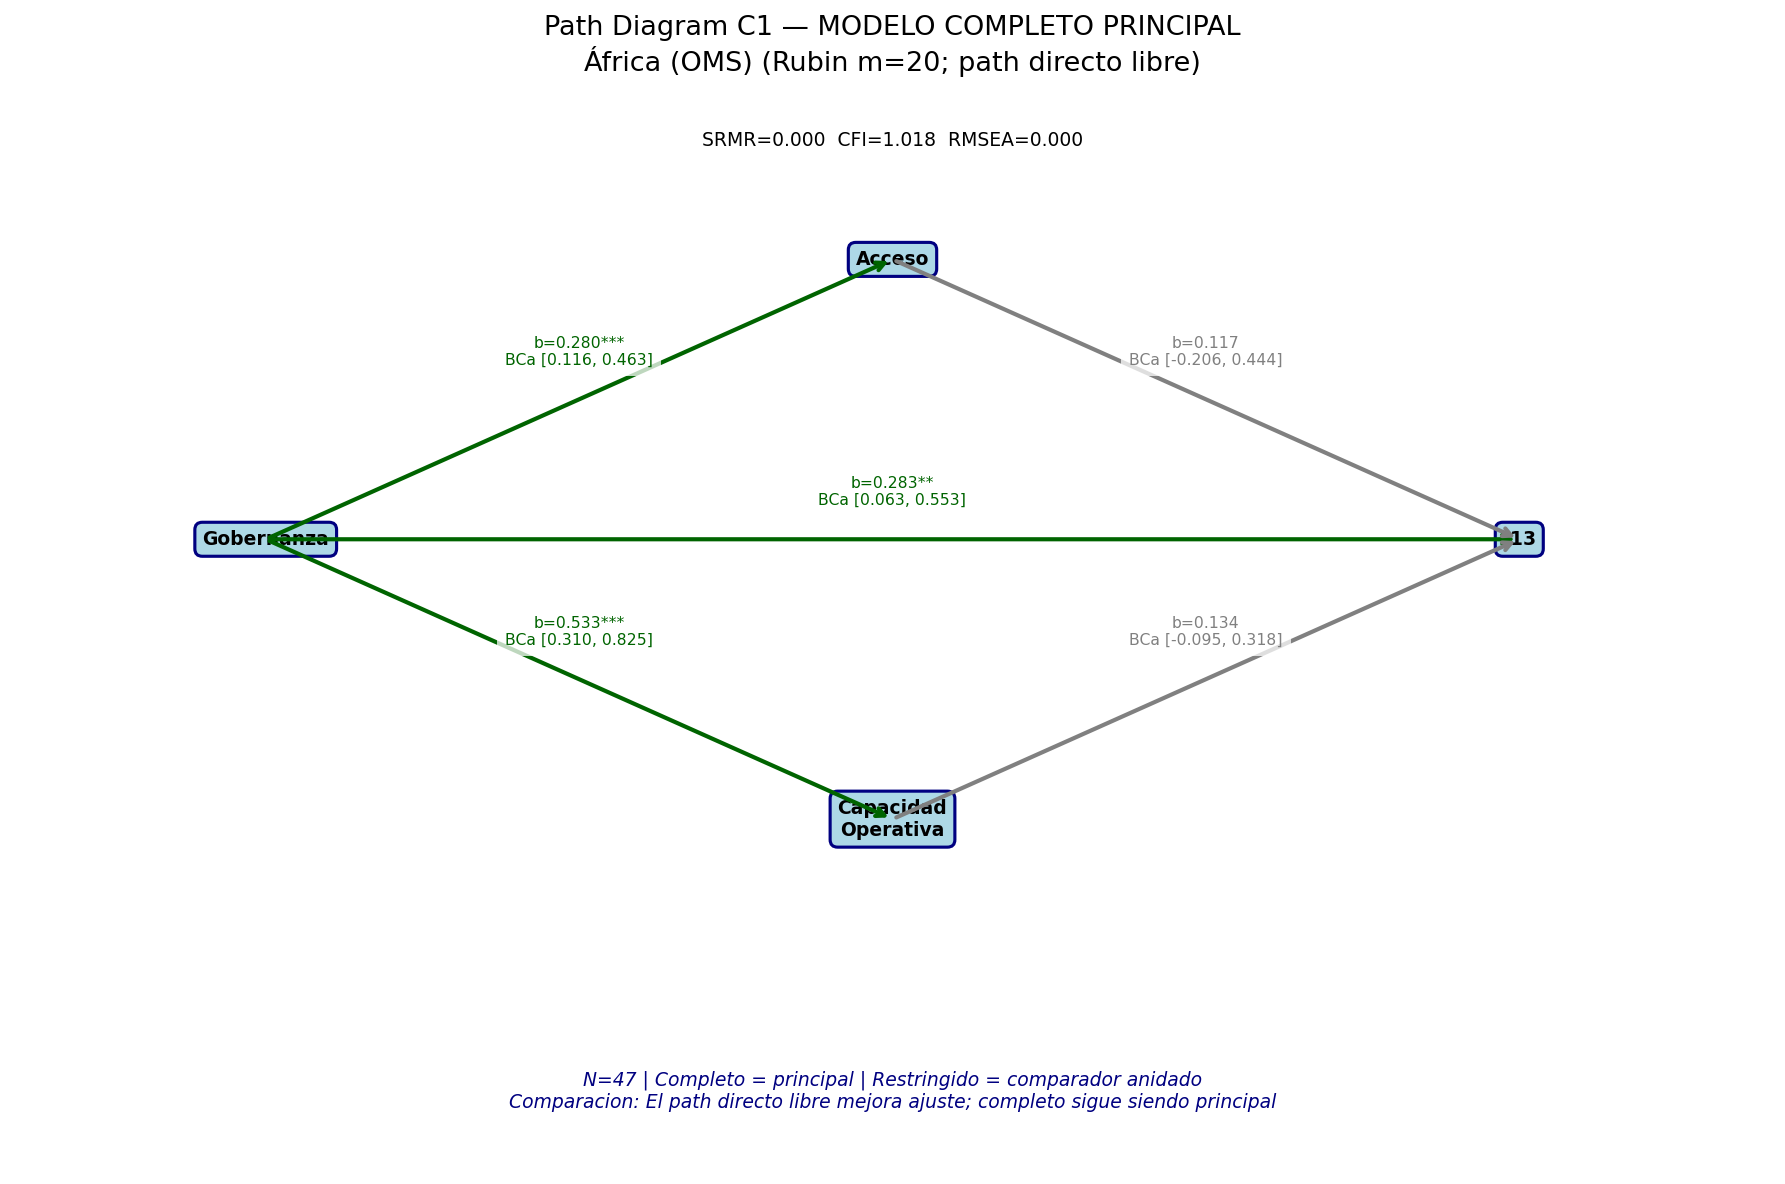 Path Diagram C1 — MODELO COMPLETO PRINCIPAL
África (OMS) (Rubin m=20; path directo libre)
SRMR=0.000  CFI=1.018  RMSEA=0.000
Acceso
b=0.280***
BCa [0.116, 0.463]
b=0.117
BCa [-0.206, 0.444]
b=0.283**
BCa [0.063, 0.553]
Gobernanza
13
b=0.533***
BCa [0.310, 0.825]
b=0.134
BCa [-0.095, 0.318]
Capacidad
Operativa
N=47 | Completo = principal | Restringido = comparador anidado
Comparacion: El path directo libre mejora ajuste; completo sigue siendo principal